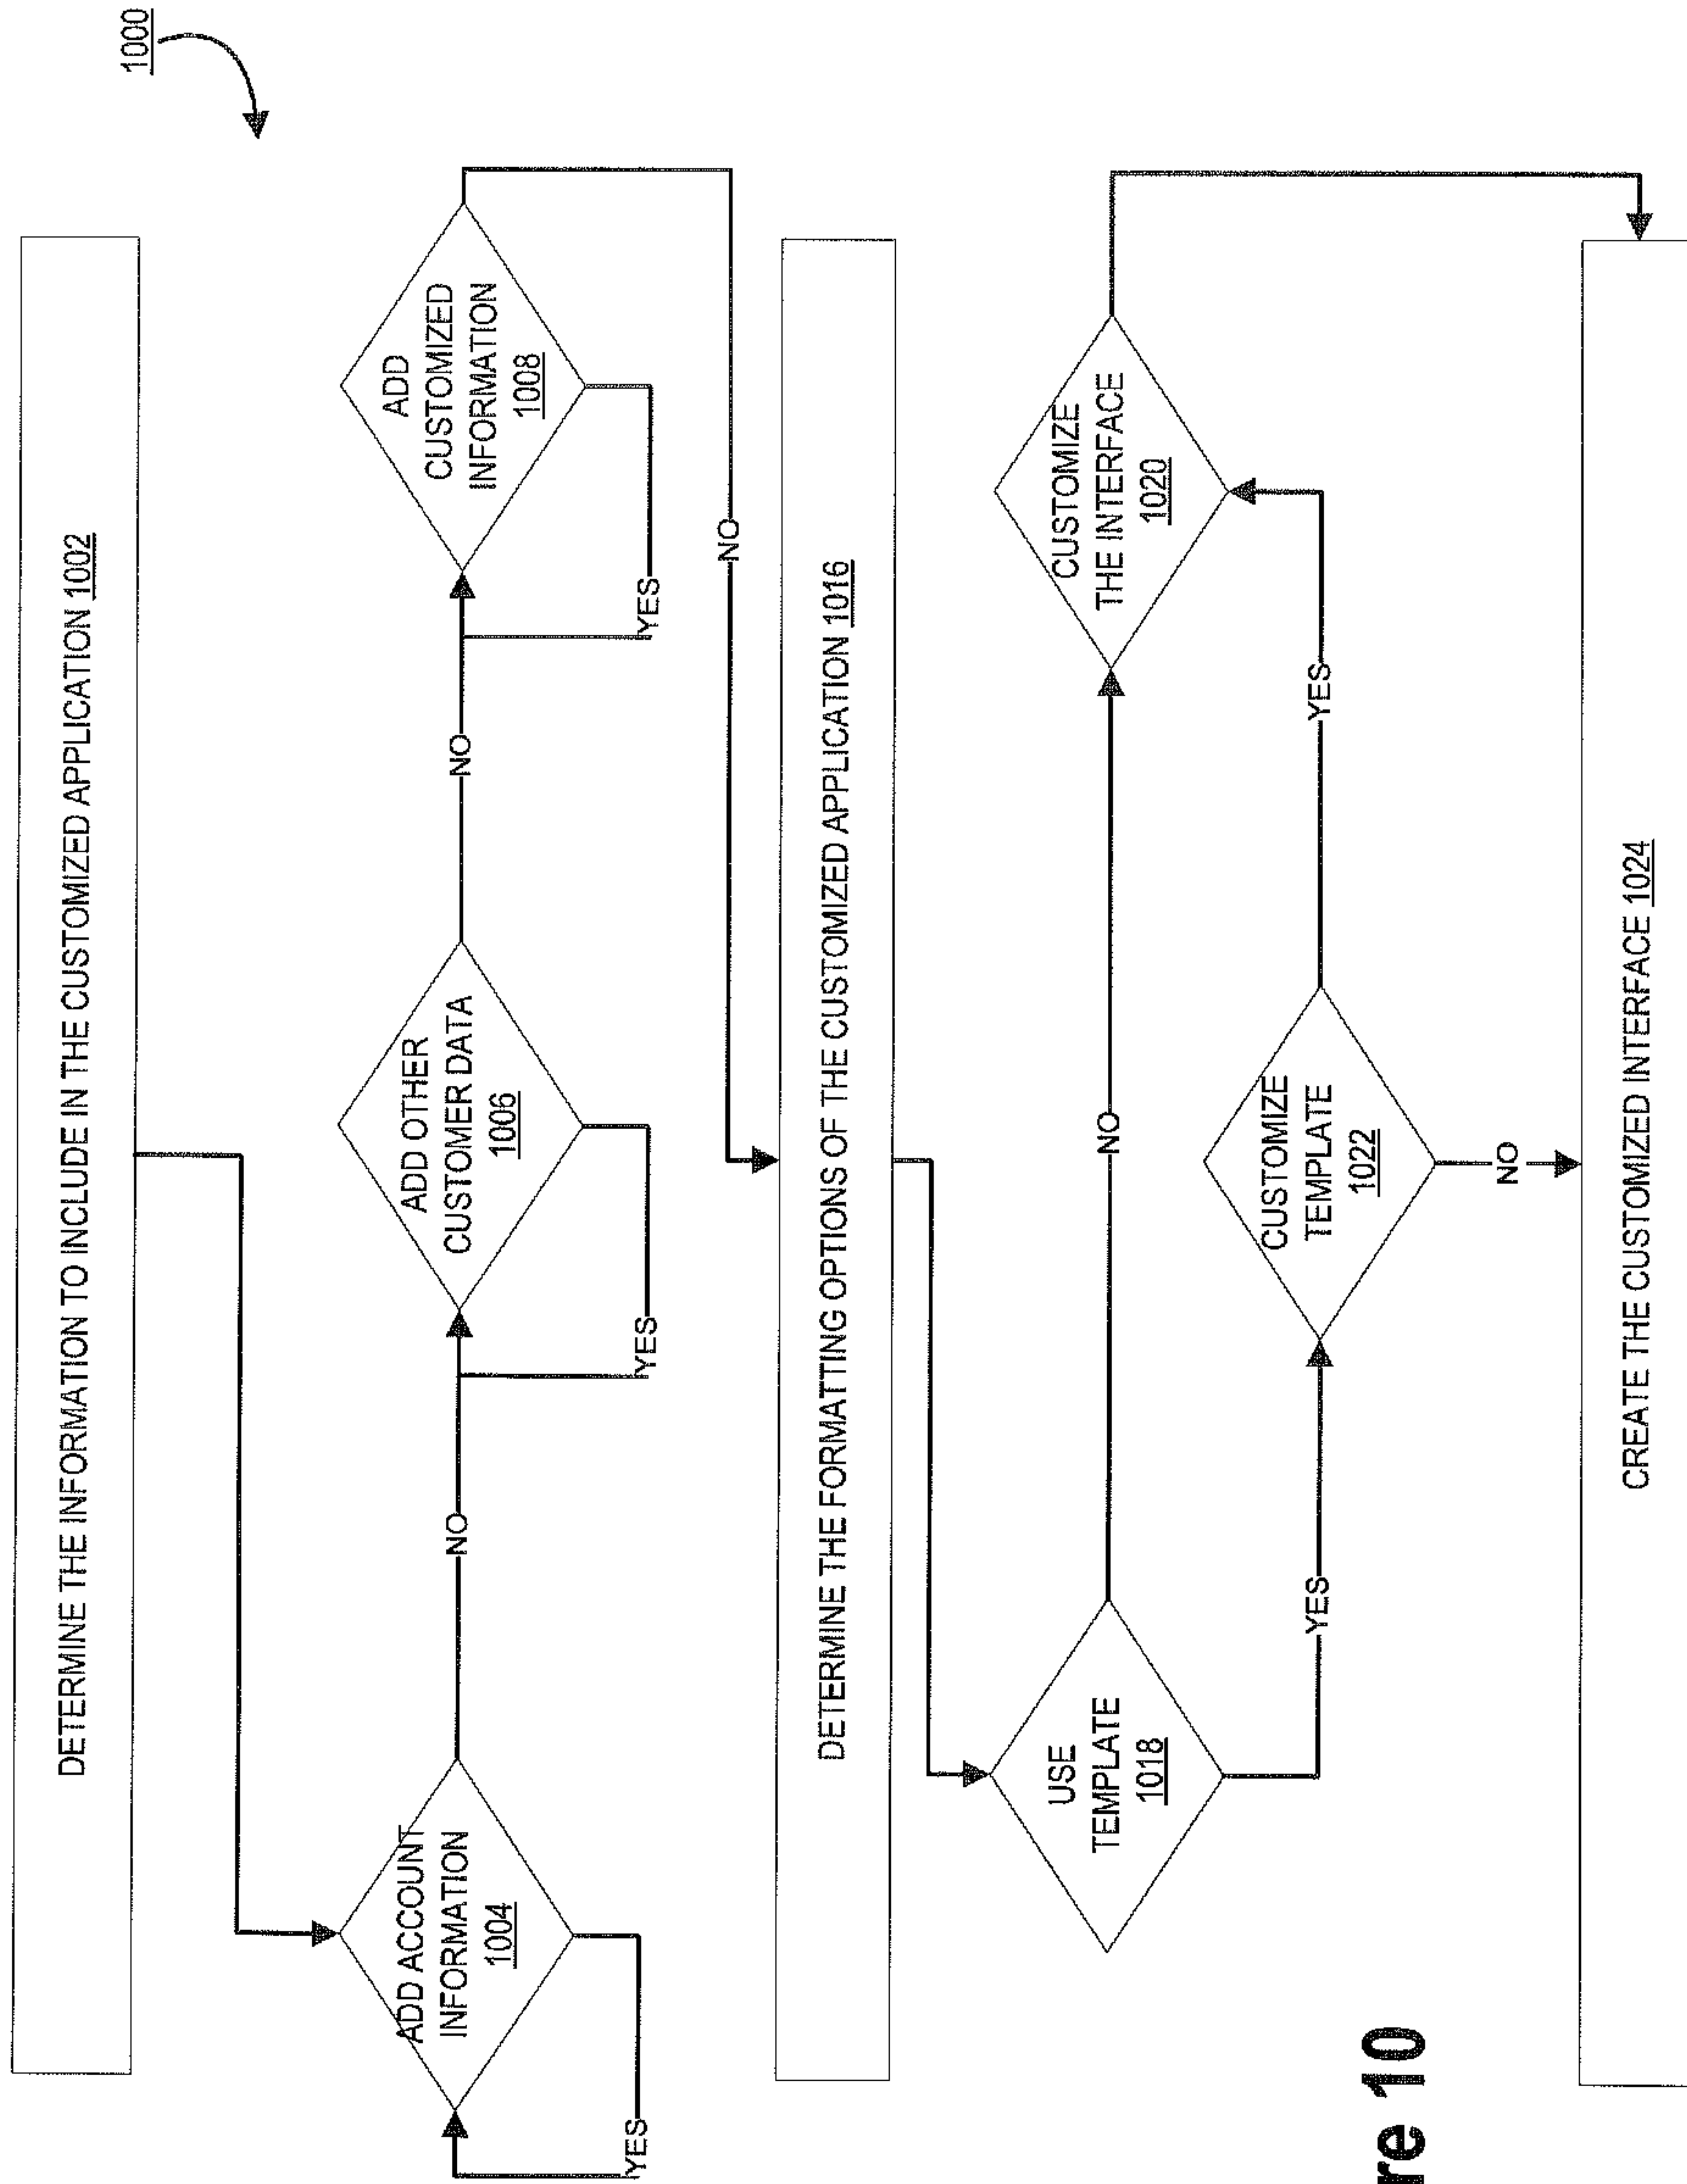 1000
DETERMINE THE INFORMATION TO INCLUDE IN THE CUSTOMIZED APPLICATION 1002
ADD ACCOUNT
INFORMATION
1004
YES
NO
ADD OTHER
CUSTOMER DATA
1006
YES
NO
ADD
CUSTOMIZED
INFORMATION
1008
YES
NO
DETERMINE THE FORMATTING OPTIONS OF THE CUSTOMIZED APPLICATION 1016
USE
TEMPLATE
1018
NO
YES
CUSTOMIZE
THE INTERFACE
1020
CUSTOMIZE
TEMPLATE
1022
YES
NO
CREATE THE CUSTOMIZED INTERFACE 1024
re 10